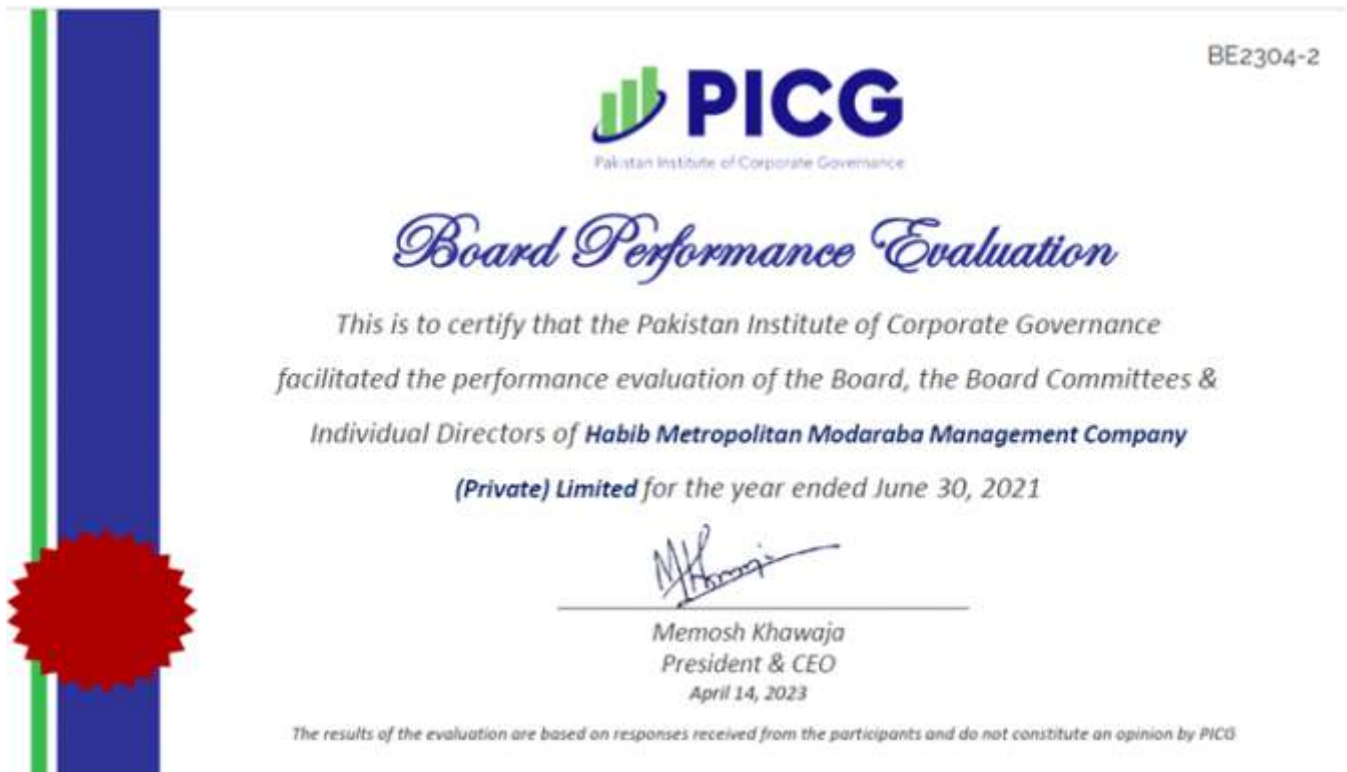 BE2304-2
PICG
Pakistan Institute of Corporate Governance
Board Performance Evaluation
This is to certify that the Pakistan Institute of Corporate Governance
facilitated the performance evaluation of the Board, the Board Committees &
Individual Directors of Habib Metropolitan Modaraba Management Company
(Private) Limited for the year ended June 30, 2021
Memosh Khawaja
President & CEO
April 14, 2023
The results of the evaluation are based on responses received from the participants and do not constitute an opinion by PICG